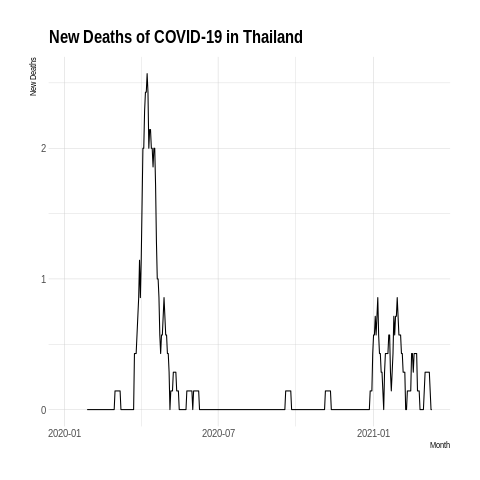 New Deaths of COVID-19 in Thailand
New Deaths
2
1
0
2020-01
2020-07
2021-01
Month